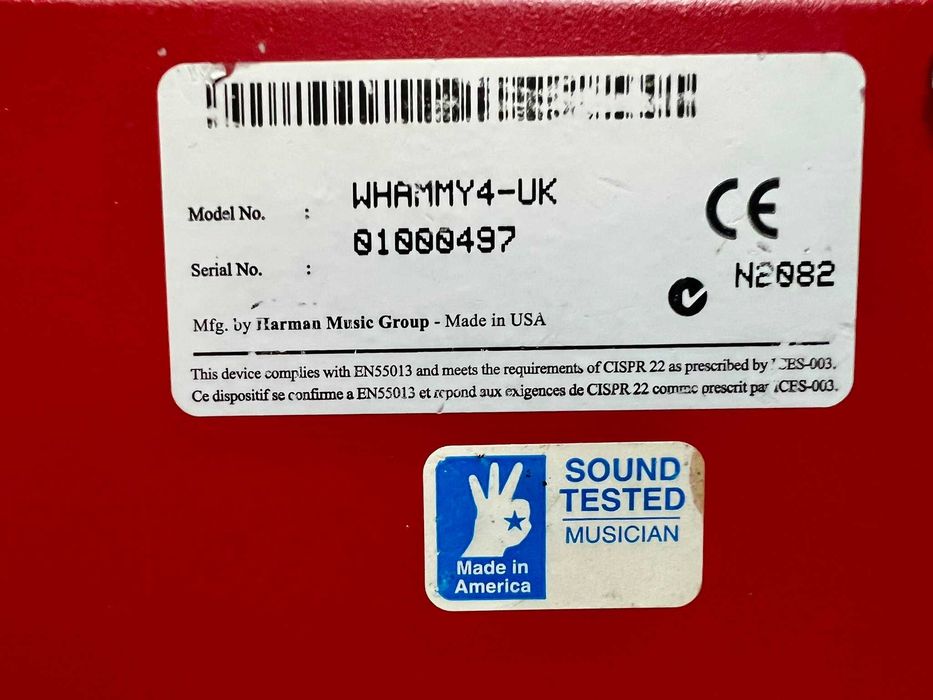 Model No. : WHAMMY4-UK
Serial No. : 01000497
CE
N2082
Mfg. by Harman Music Group - Made in USA
This device complies with EN55013 and meets the requirements of CISPR 22 as prescribed by ICES-003.
Ce dispositif se confirme a EN55013 et repond aux exigences de CISPR 22 comme prescrit par ICES-003.
SOUND
TESTED
MUSICIAN
Made in
America